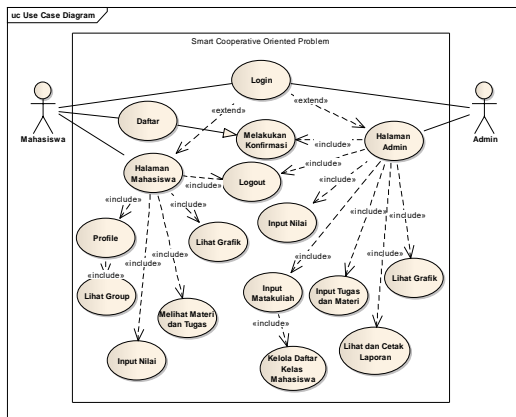 uc Use Case Diagram
Smart Cooperative Oriented Problem
Login
«extend»
«extend»
Mahasiswa
Admin
Daftar
Melakukan
Konfirmasi
«include»
Halaman
Admin
Halaman
Mahasiswa
«include»
Logout
«include»
«include»
«include»
«include»
«include»
«include»
«include»
«include»
«include»
Input Nilai
Profile
Lihat Grafik
«include»
Lihat Group
Lihat Grafik
Melihat Materi
dan Tugas
Input
Matakuliah
Input Tugas
dan Materi
«include»
Input Nilai
Kelola Daftar
Kelas
Mahasiswa
Lihat dan Cetak
Laporan